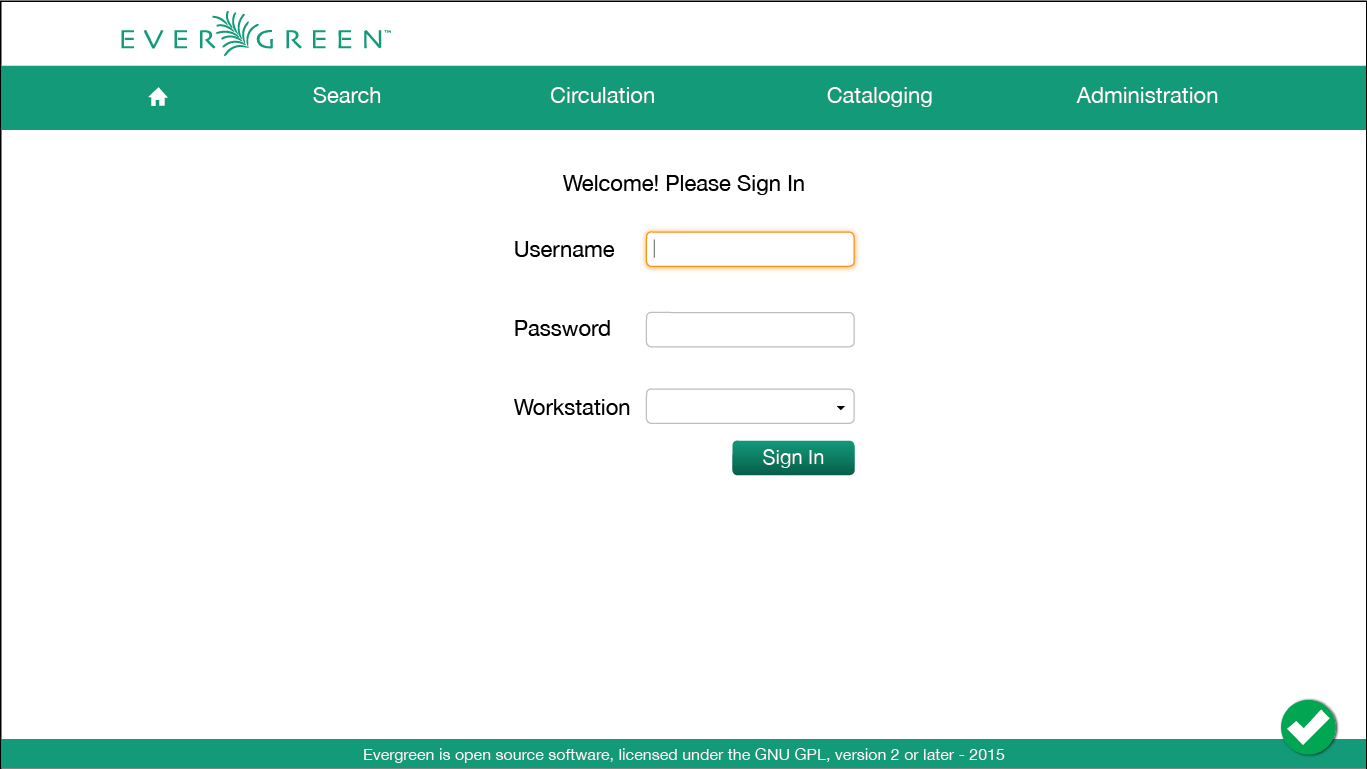 EVERGREEN™
Search Circulation Cataloging Administration
Welcome! Please Sign In
Username
Password
Workstation
Sign In
Evergreen is open source software, licensed under the GNU GPL, version 2 or later - 2015